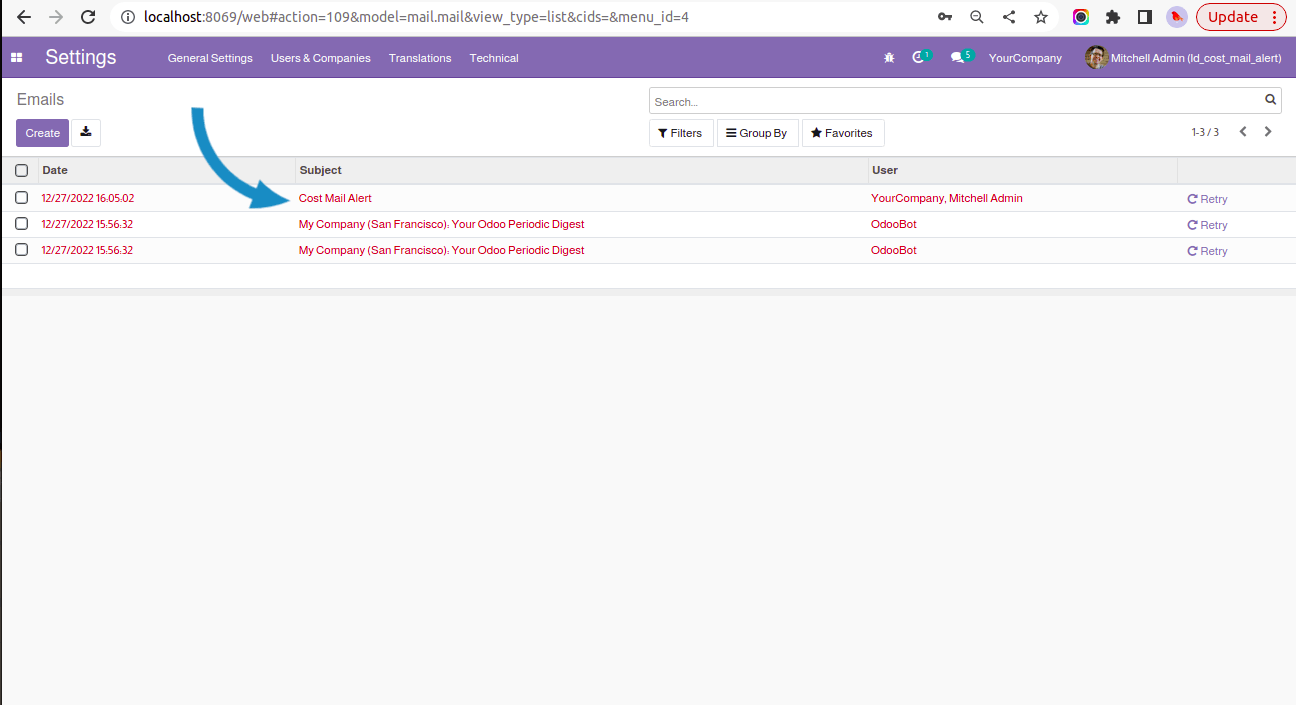 localhost:8069/web#action=109&model=mail.mail&view_type=list&cids=&menu_id=4
Update
Settings General Settings Users & Companies Translations Technical 1 5 YourCompany Mitchell Admin (ld_cost_mail_alert)
Emails
Search...
Create
Filters Group By Favorites 1-3 / 3
Date Subject User
12/27/2022 16:05:02 Cost Mail Alert YourCompany, Mitchell Admin Retry
12/27/2022 15:56:32 My Company (San Francisco): Your Odoo Periodic Digest OdooBot Retry
12/27/2022 15:56:32 My Company (San Francisco): Your Odoo Periodic Digest OdooBot Retry